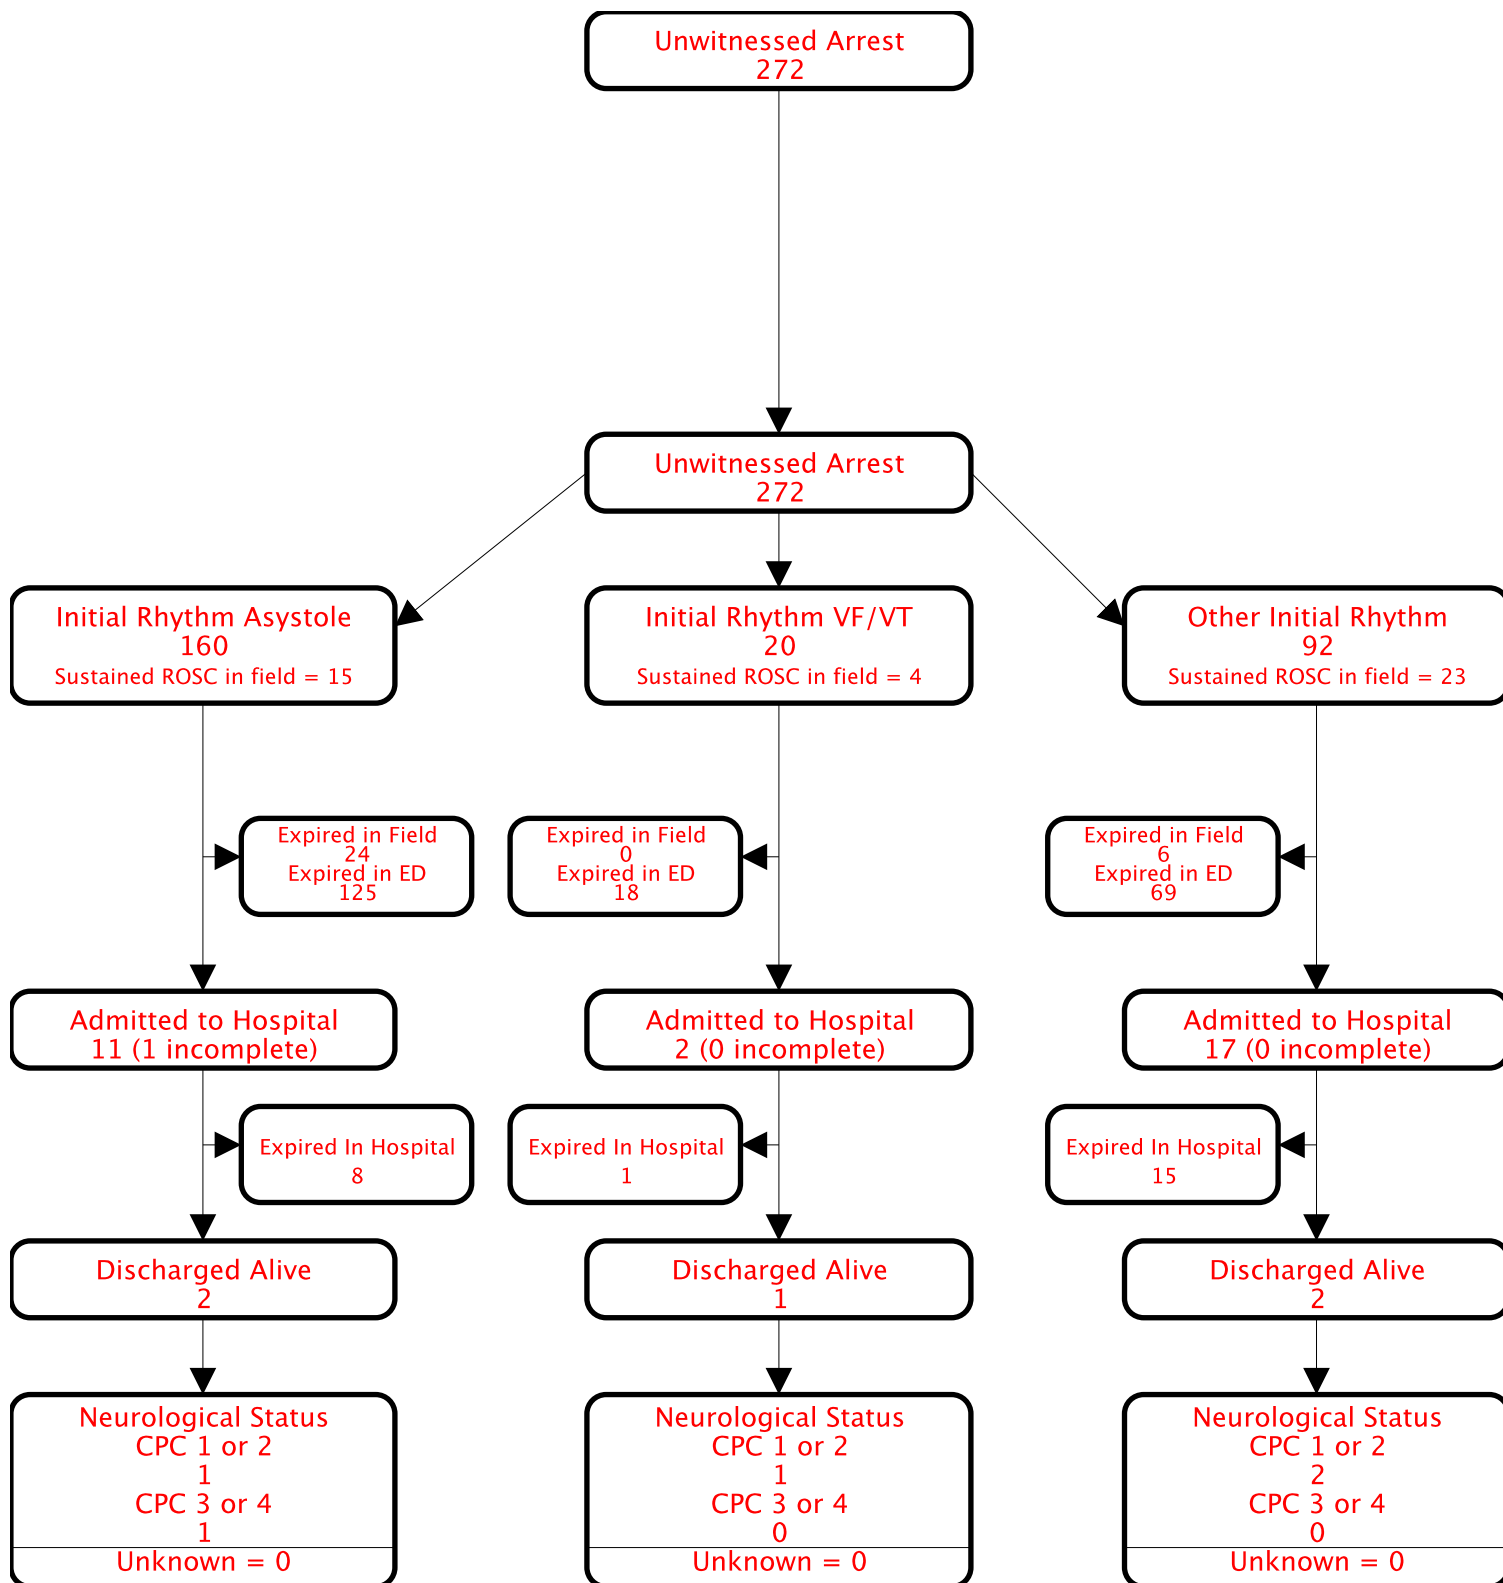 Unwitnessed Arrest
272
Unwitnessed Arrest
272
Initial Rhythm Asystole
160
Sustained ROSC in field = 15
Initial Rhythm VF/VT
20
Sustained ROSC in field = 4
Other Initial Rhythm
92
Sustained ROSC in field = 23
Expired in Field
24
Expired in ED
125
Expired in Field
0
Expired in ED
18
Expired in Field
6
Expired in ED
69
Admitted to Hospital
11 (1 incomplete)
Admitted to Hospital
2 (0 incomplete)
Admitted to Hospital
17 (0 incomplete)
Expired In Hospital
8
Expired In Hospital
1
Expired In Hospital
15
Discharged Alive
2
Discharged Alive
1
Discharged Alive
2
Neurological Status
CPC 1 or 2
1
CPC 3 or 4
1
Unknown = 0
Neurological Status
CPC 1 or 2
1
CPC 3 or 4
0
Unknown = 0
Neurological Status
CPC 1 or 2
2
CPC 3 or 4
0
Unknown = 0